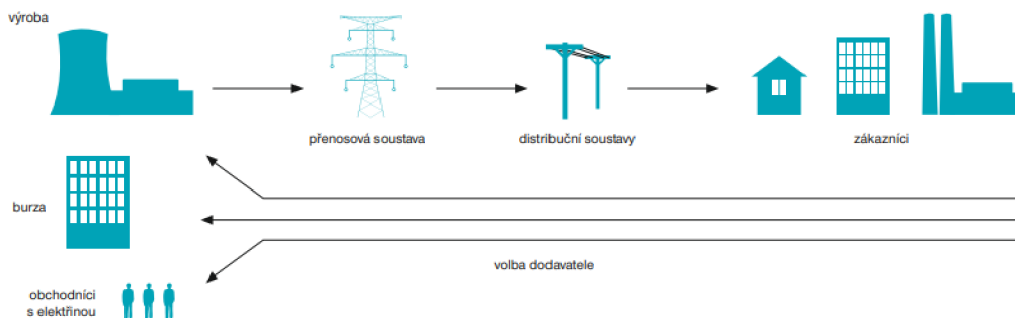 výroba
přenosová soustava
distribuční soustavy
zákazníci
burza
volba dodavatele
obchodníci
s elektřinou